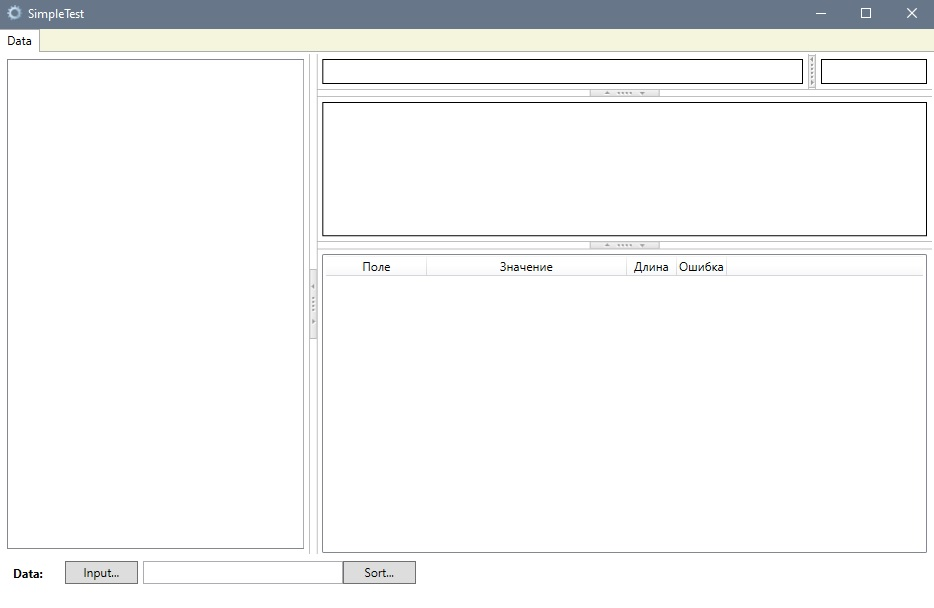 SimpleTest
Data
Поле Значение Длина Ошибка
Data: Input... Sort...